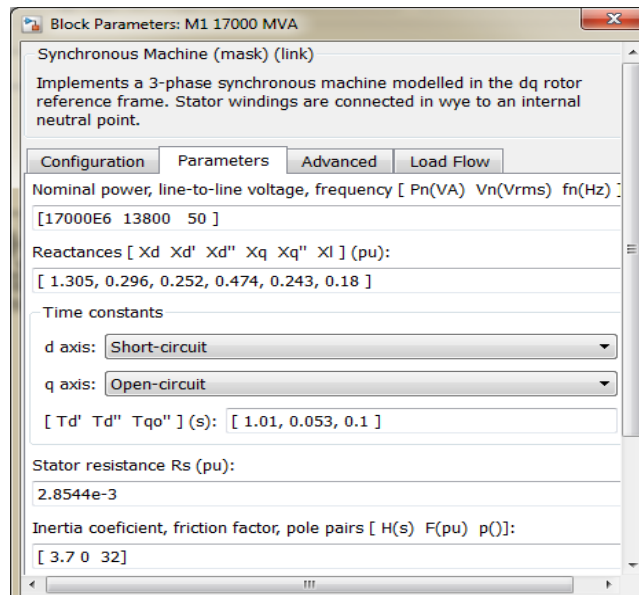 Block Parameters: M1 17000 MVA
Synchronous Machine (mask) (link)
Implements a 3-phase synchronous machine modelled in the dq rotor
reference frame. Stator windings are connected in wye to an internal
neutral point.
Configuration Parameters Advanced Load Flow
Nominal power, line-to-line voltage, frequency [ Pn(VA) Vn(Vrms) fn(Hz) ]
[17000E6 13800 50 ]
Reactances [ Xd Xd' Xd'' Xq Xq'' Xl ] (pu):
[ 1.305, 0.296, 0.252, 0.474, 0.243, 0.18 ]
Time constants
d axis: Short-circuit
q axis: Open-circuit
[ Td' Td'' Tqo'' ] (s): [ 1.01, 0.053, 0.1 ]
Stator resistance Rs (pu):
2.8544e-3
Inertia coeficient, friction factor, pole pairs [ H(s) F(pu) p()]:
[ 3.7 0 32]